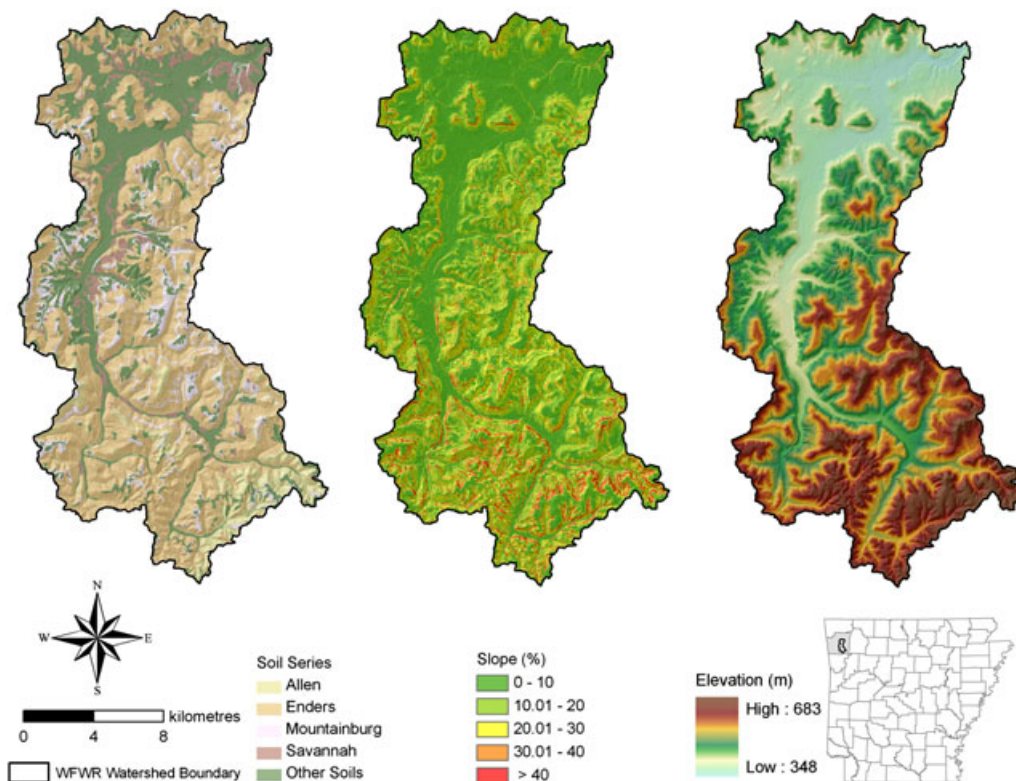 N
W E
S
kilometres
0 4 8
WFWR Watershed Boundary
Soil Series
Allen
Enders
Mountainburg
Savannah
Other Soils
Slope (%)
0 - 10
10.01 - 20
20.01 - 30
30.01 - 40
> 40
Elevation (m)
High : 683
Low : 348